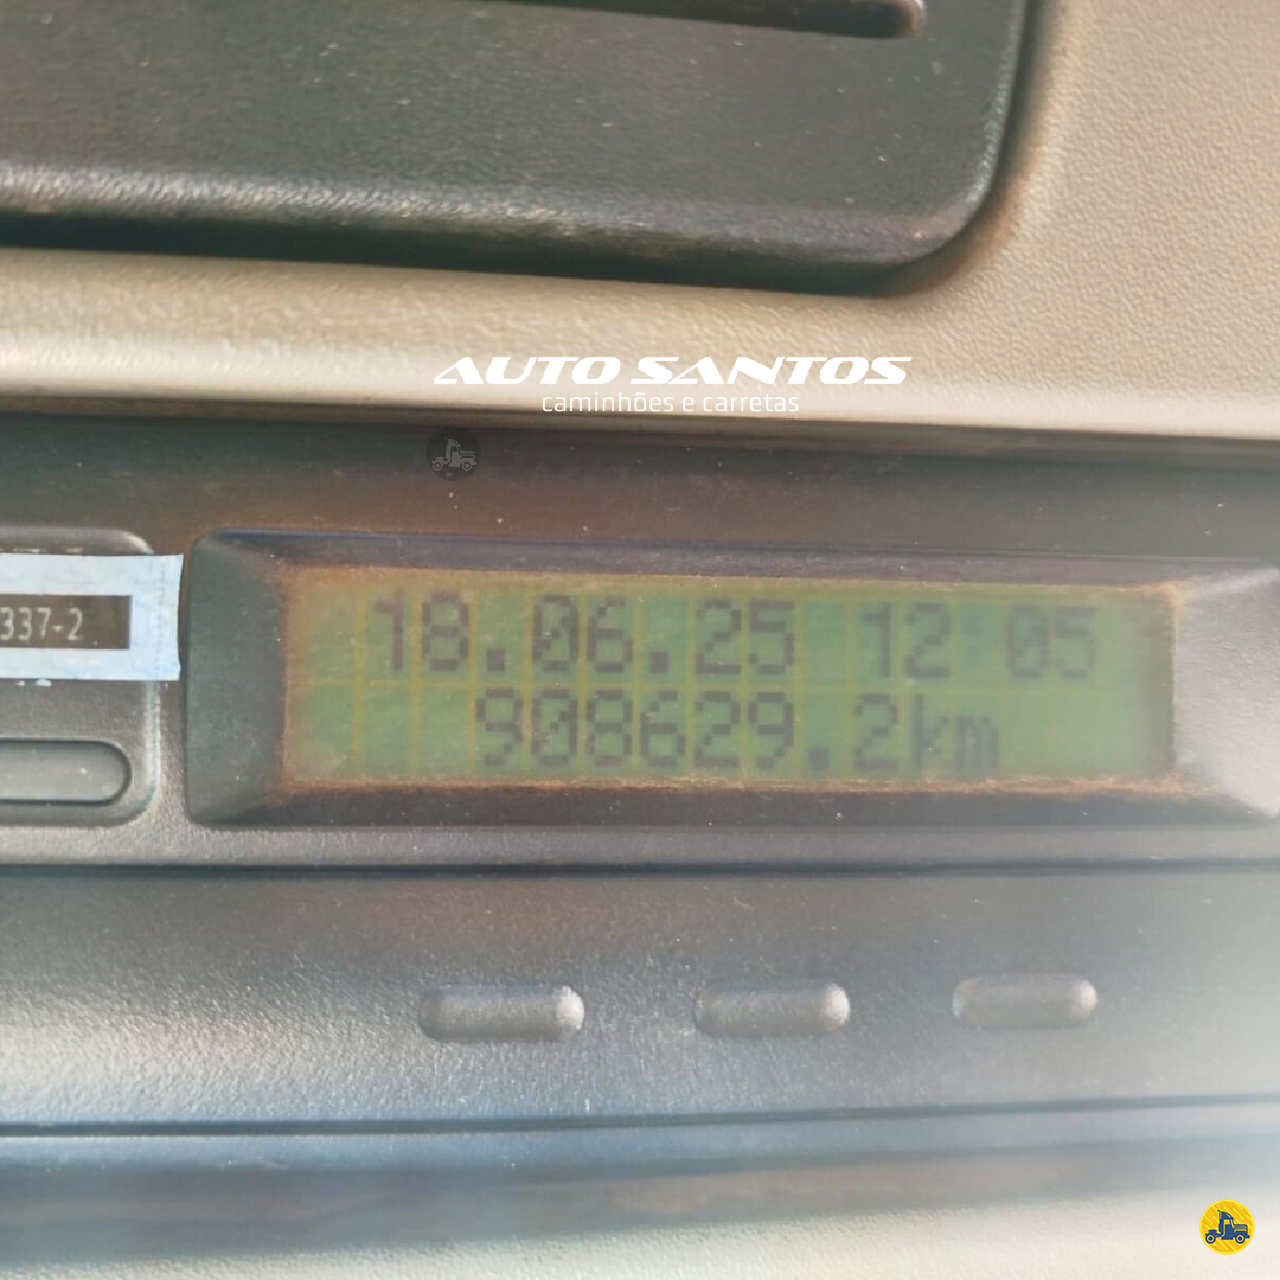 AUTO SANTOS
caminhões e carretas
337-2
18.06.25 12:05
908629.2km